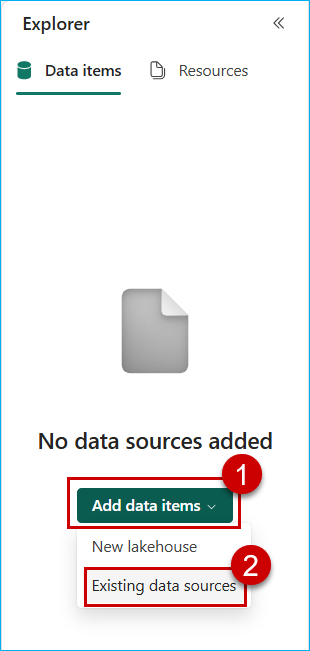 Explorer
Data items Resources
No data sources added
1
Add data items
New lakehouse
2
Existing data sources